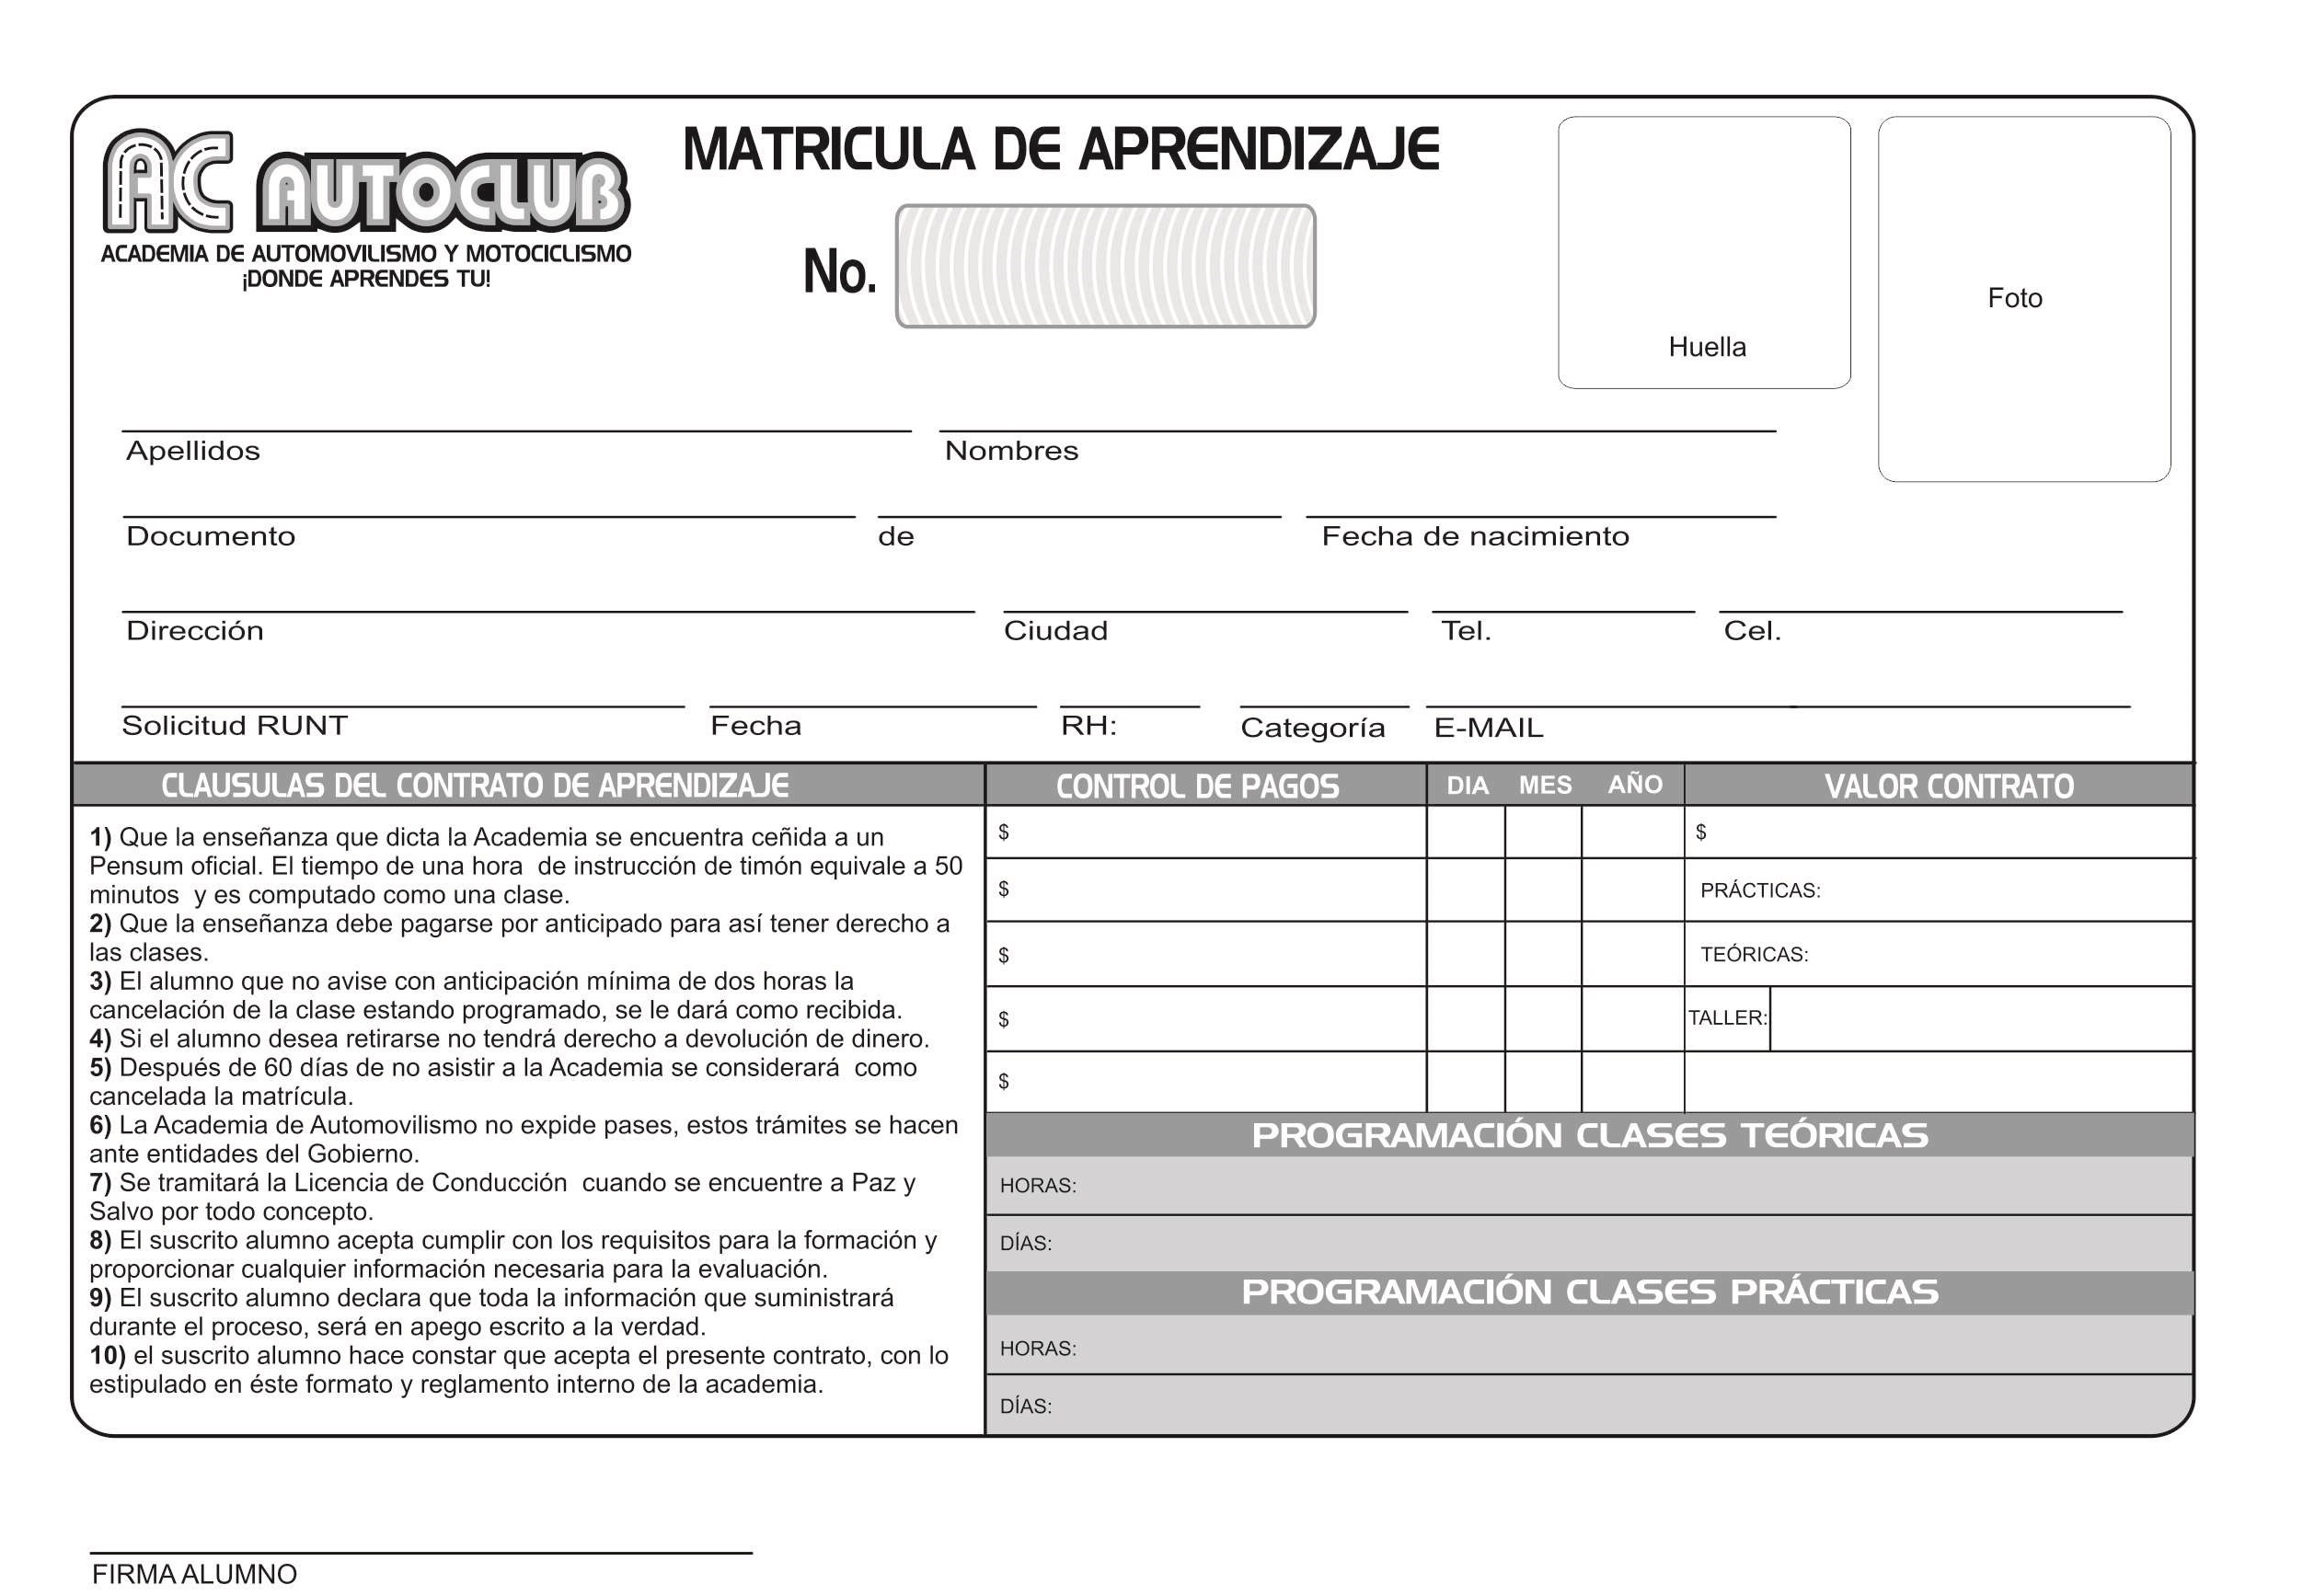 AC AUTOCLUB
ACADEMIA DE AUTOMOVILISMO Y MOTOCICLISMO
¡DONDE APRENDES TU!
MATRICULA DE APRENDIZAJE
No.
Huella
Foto
Apellidos
Nombres
Documento
de
Fecha de nacimiento
Dirección
Ciudad
Tel.
Cel.
Solicitud RUNT
Fecha
RH:
Categoría
E-MAIL
CLAUSULAS DEL CONTRATO DE APRENDIZAJE
1) Que la enseñanza que dicta la Academia se encuentra ceñida a un
Pensum oficial. El tiempo de una hora  de instrucción de timón equivale a 50
minutos  y es computado como una clase.
2) Que la enseñanza debe pagarse por anticipado para así tener derecho a
las clases.
3) El alumno que no avise con anticipación mínima de dos horas la
cancelación de la clase estando programado, se le dará como recibida.
4) Si el alumno desea retirarse no tendrá derecho a devolución de dinero.
5) Después de 60 días de no asistir a la Academia se considerará  como
cancelada la matrícula.
6) La Academia de Automovilismo no expide pases, estos trámites se hacen
ante entidades del Gobierno.
7) Se tramitará la Licencia de Conducción  cuando se encuentre a Paz y
Salvo por todo concepto.
8) El suscrito alumno acepta cumplir con los requisitos para la formación y
proporcionar cualquier información necesaria para la evaluación.
9) El suscrito alumno declara que toda la información que suministrará
durante el proceso, será en apego escrito a la verdad.
10) el suscrito alumno hace constar que acepta el presente contrato, con lo
estipulado en éste formato y reglamento interno de la academia.
CONTROL DE PAGOS
DIA
MES
AÑO
VALOR CONTRATO
$
$
$
PRÁCTICAS:
$
TEÓRICAS:
$
TALLER:
$
PROGRAMACIÓN CLASES TEÓRICAS
HORAS:
DÍAS:
PROGRAMACIÓN CLASES PRÁCTICAS
HORAS:
DÍAS:
FIRMA ALUMNO